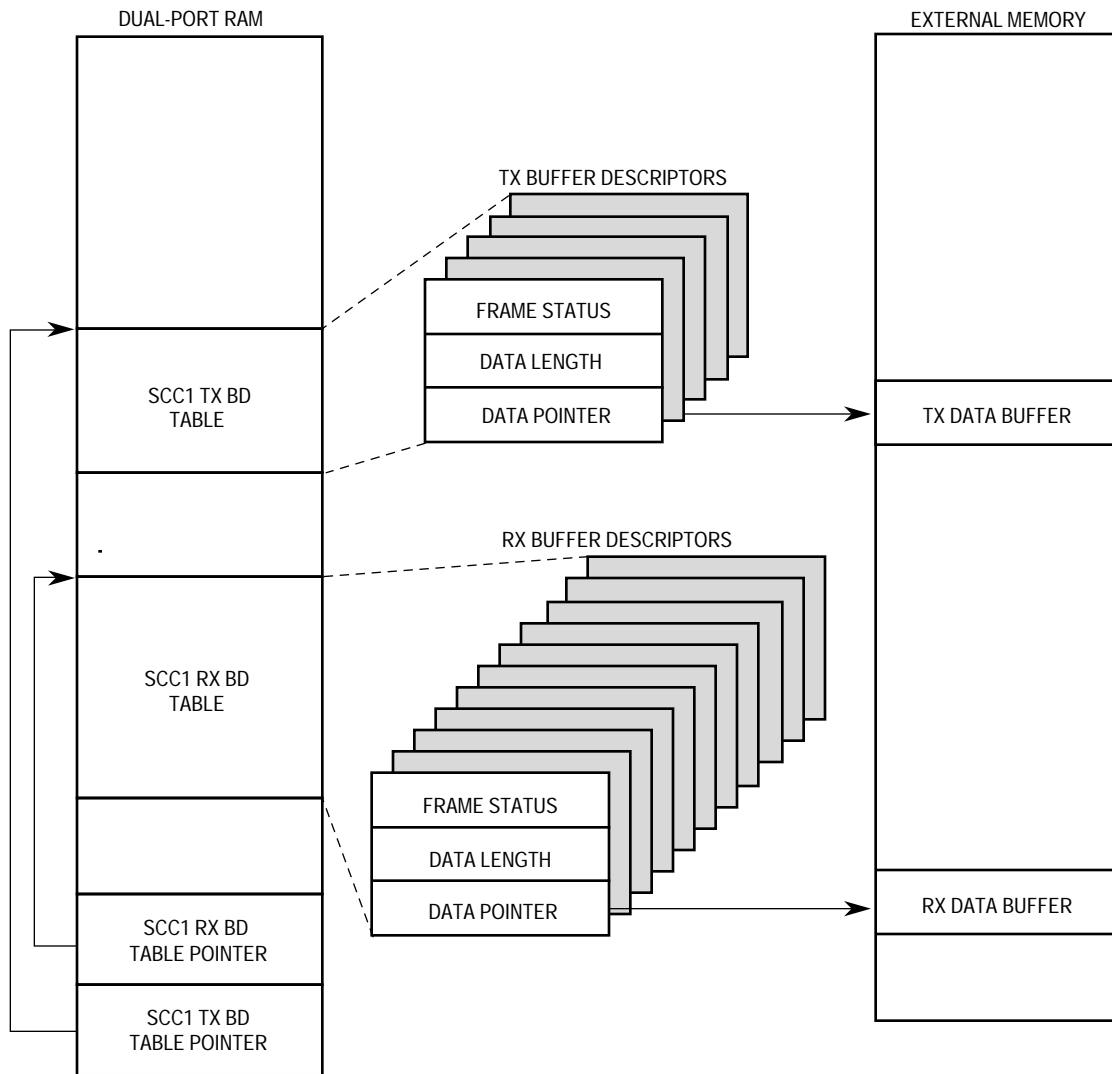 DUAL-PORT RAM
EXTERNAL MEMORY
TX BUFFER DESCRIPTORS
FRAME STATUS
DATA LENGTH
DATA POINTER
SCC1 TX BD
TABLE
TX DATA BUFFER
RX BUFFER DESCRIPTORS
SCC1 RX BD
TABLE
FRAME STATUS
DATA LENGTH
DATA POINTER
RX DATA BUFFER
SCC1 RX BD
TABLE POINTER
SCC1 TX BD
TABLE POINTER